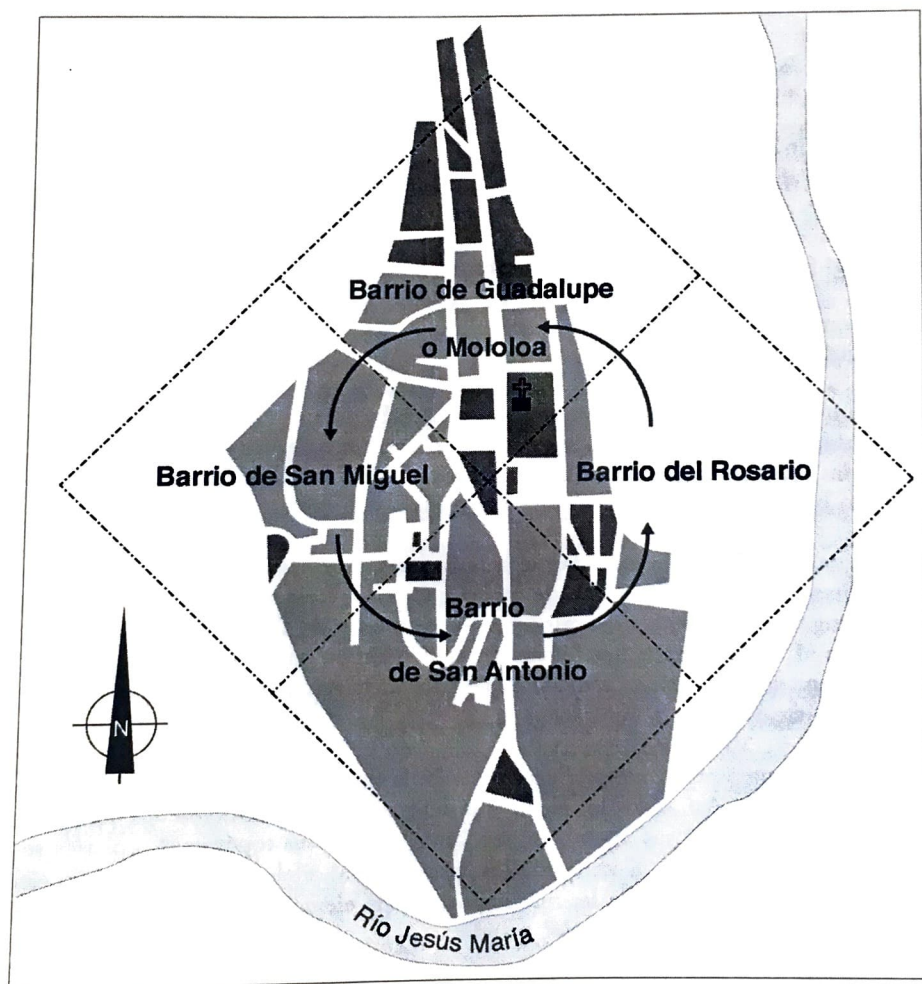 Barrio de Guadalupe
o Mololoa
Barrio de San Miguel
Barrio del Rosario
Barrio
de San Antonio
N
Río Jesús María